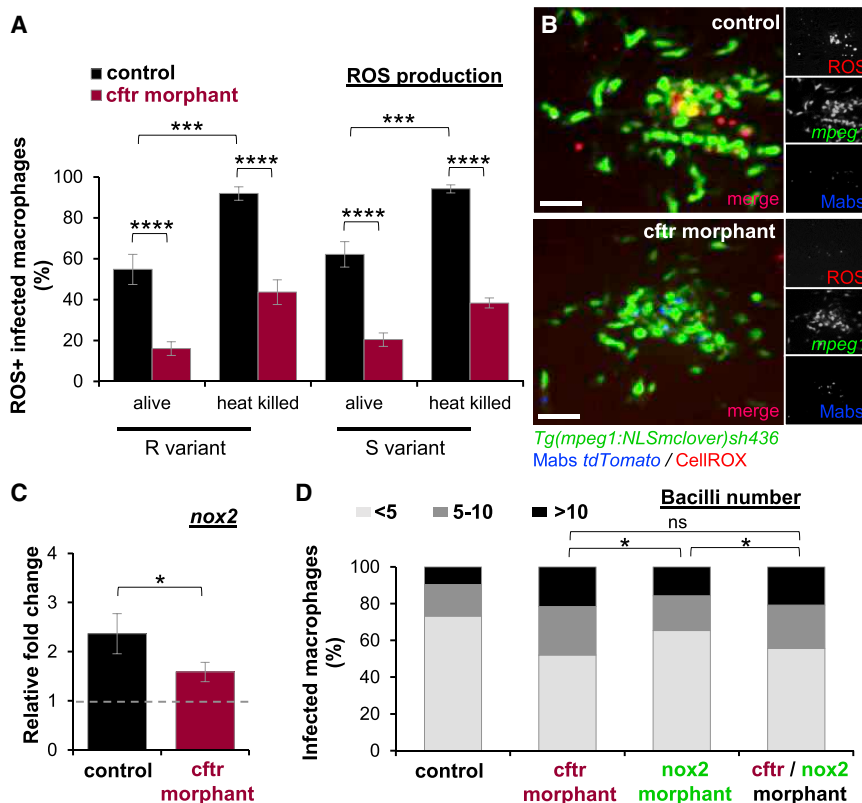 A
control
cftr morphant
ROS production
***
***
****
****
****
****
ROS+ infected macrophages
(%)
100
80
60
40
20
0
alive
heat killed
alive
heat killed
R variant
S variant
B
control
merge
ROS
mpeg1
Mabs
cftr morphant
merge
ROS
mpeg1
Mabs
Tg(mpeg1:NLSmclover)sh436
Mabs tdTomato / CellROX
C
nox2
*
Relative fold change
4
3
2
1
0
control
cftr
morphant
D
Bacilli number
<5
5-10
>10
ns
*
*
Infected macrophages
(%)
100
80
60
40
20
0
control
cftr
morphant
nox2
morphant
cftr / nox2
morphant